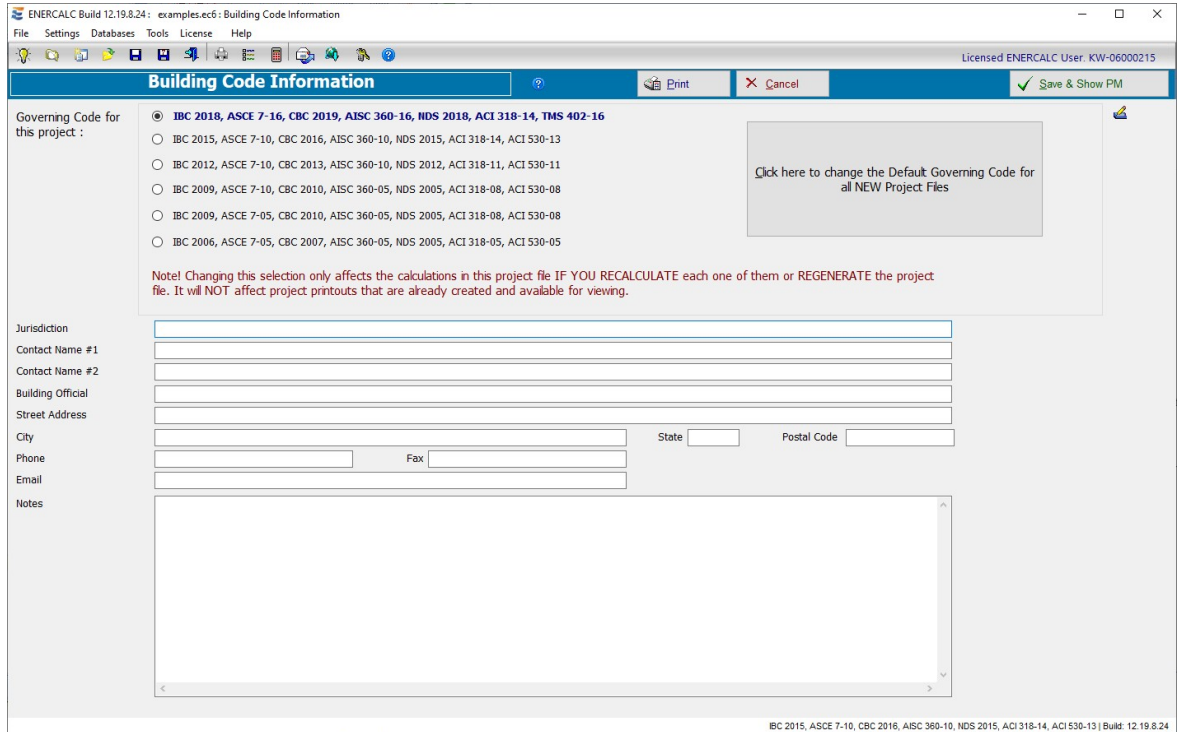 ENERCALC Build 12.19.8.24 : examples.ec6 : Building Code Information
File Settings Databases Tools License Help
Licensed ENERCALC User. KW-06000215
Building Code Information
Print
Cancel
Save & Show PM
Governing Code for
this project :
IBC 2018, ASCE 7-16, CBC 2019, AISC 360-16, NDS 2018, ACI 318-14, TMS 402-16
IBC 2015, ASCE 7-10, CBC 2016, AISC 360-10, NDS 2015, ACI 318-14, ACI 530-13
IBC 2012, ASCE 7-10, CBC 2013, AISC 360-10, NDS 2012, ACI 318-11, ACI 530-11
IBC 2009, ASCE 7-10, CBC 2010, AISC 360-05, NDS 2005, ACI 318-08, ACI 530-08
IBC 2009, ASCE 7-05, CBC 2010, AISC 360-05, NDS 2005, ACI 318-08, ACI 530-08
IBC 2006, ASCE 7-05, CBC 2007, AISC 360-05, NDS 2005, ACI 318-05, ACI 530-05
Click here to change the Default Governing Code for
all NEW Project Files
Note! Changing this selection only affects the calculations in this project file IF YOU RECALCULATE each one of them or REGENERATE the project
file. It will NOT affect project printouts that are already created and available for viewing.
Jurisdiction
Contact Name #1
Contact Name #2
Building Official
Street Address
City State Postal Code
Phone Fax
Email
Notes
IBC 2015, ASCE 7-10, CBC 2016, AISC 360-10, NDS 2015, ACI 318-14, ACI 530-13 | Build: 12.19.8.24